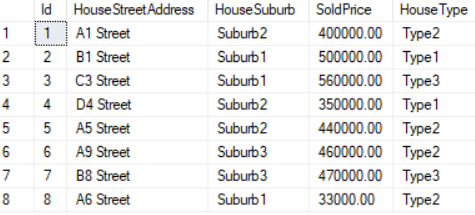 Id HouseStreetAddress HouseSuburb SoldPrice HouseType
1 1 A1 Street Suburb2 400000.00 Type2
2 2 B1 Street Suburb1 500000.00 Type1
3 3 C3 Street Suburb1 560000.00 Type3
4 4 D4 Street Suburb2 350000.00 Type1
5 5 A5 Street Suburb2 440000.00 Type2
6 6 A9 Street Suburb3 460000.00 Type2
7 7 B8 Street Suburb3 470000.00 Type3
8 8 A6 Street Suburb1 33000.00 Type2